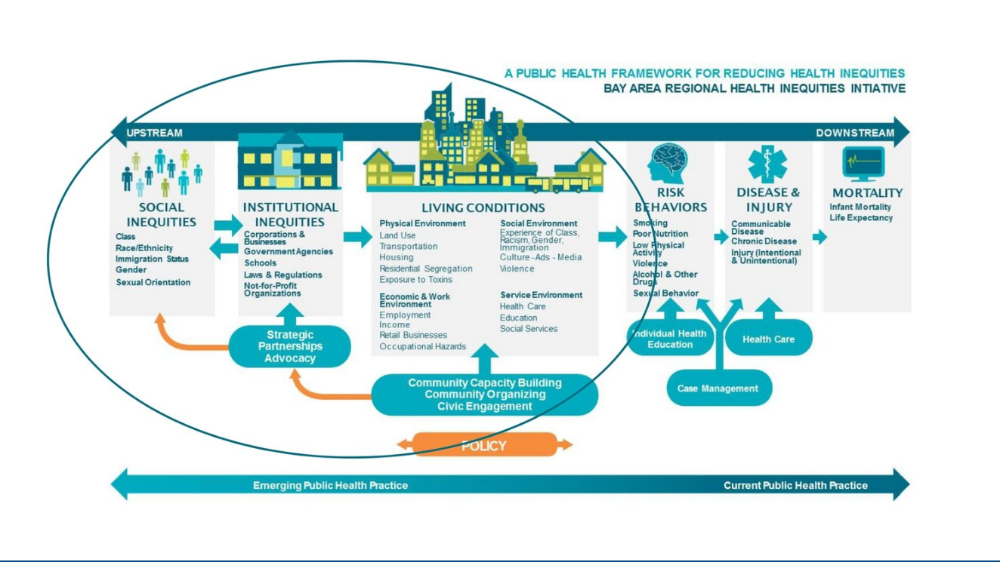 A PUBLIC HEALTH FRAMEWORK FOR REDUCING HEALTH INEQUITIES
BAY AREA REGIONAL HEALTH INEQUITIES INTIATIVE
UPSTREAM
DOWNSTREAM
SOCIAL
INEQUITIES
Class
Race/Ethnicity
Immigration Status
Gender
Sexual Orientation
INSTITUTIONAL
INEQUITIES
Corporations &
Businesses
Government Agencies
Schools
Laws & Regulations
Not-for-Profit
Organizations
Strategic
Partnerships
Advocacy
LIVING CONDITIONS
Physical Environment
Land Use
Transportation
Housing
Residential Segregation
Exposure to Toxins
Economic & Work
Environment
Employment
Income
Retail Businesses
Occupational Hazards
Social Environment
Experience of Class,
Racism, Gender,
Immigration
Culture - Ads - Media
Violence
Service Environment
Health Care
Education
Social Services
Community Capacity Building
Community Organizing
Civic Engagement
RISK
BEHAVIORS
Smoking
Poor Nutrition
Low Physical
Activity
Violence
Alcohol & Other
Drugs
Sexual Behavior
Individual Health
Education
DISEASE &
INJURY
Communicable
Disease
Chronic Disease
Injury (Intentional
& Unintentional)
Health Care
Case Management
MORTALITY
Infant Mortality
Life Expectancy
POLICY
Emerging Public Health Practice
Current Public Health Practice